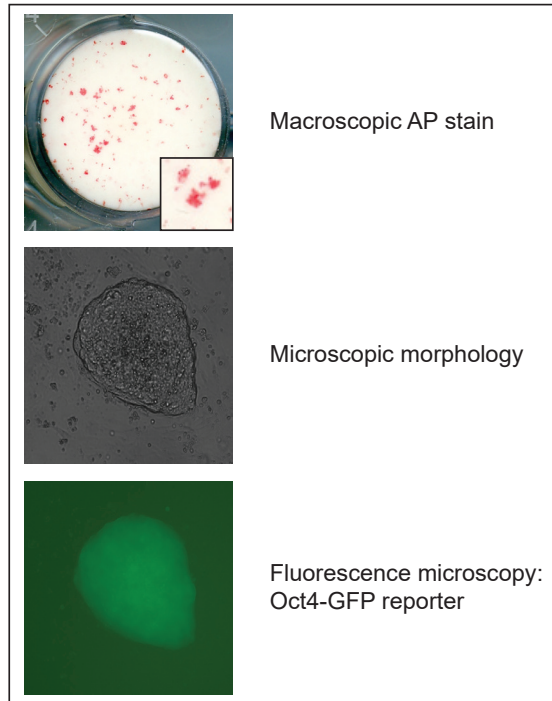 Macroscopic AP stain
Microscopic morphology
Fluorescence microscopy:
Oct4-GFP reporter